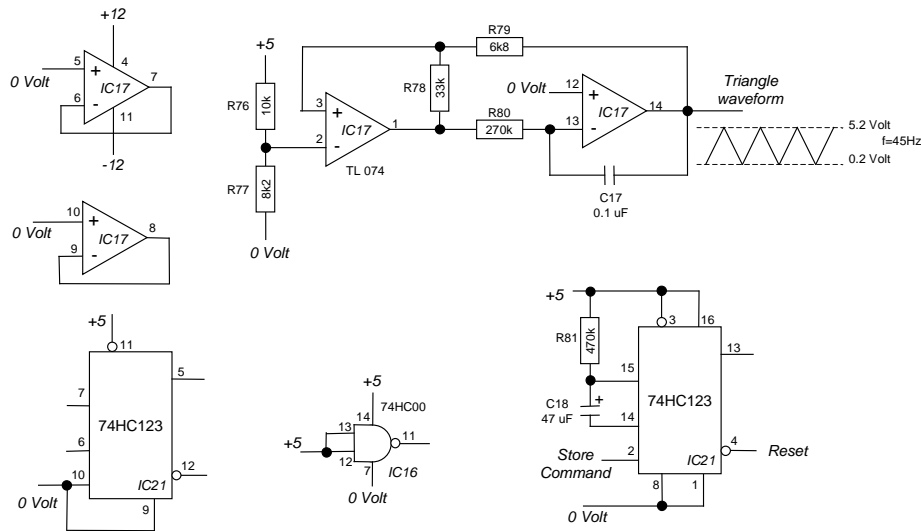 +12
5
4
7
+
0 Volt
6
IC17
-
11
-12
10
8
+
0 Volt
9
IC17
-
+5
R76
10k
R77
8k2
0 Volt
3
+
2
-
IC17
1
TL 074
R78
33k
R79
6k8
R80
270k
0 Volt
12
+
13
-
IC17
14
C17
0.1 uF
Triangle
waveform
5.2 Volt
f=45Hz
0.2 Volt
+5
11
5
7
74HC123
6
12
10
IC21
0 Volt
9
+5
74HC00
14
13
+5
12
11
7
IC16
0 Volt
+5
3
16
R81
470k
13
15
+
C18
47 uF
14
74HC123
4
Store
Command
2
IC21
Reset
8
1
0 Volt